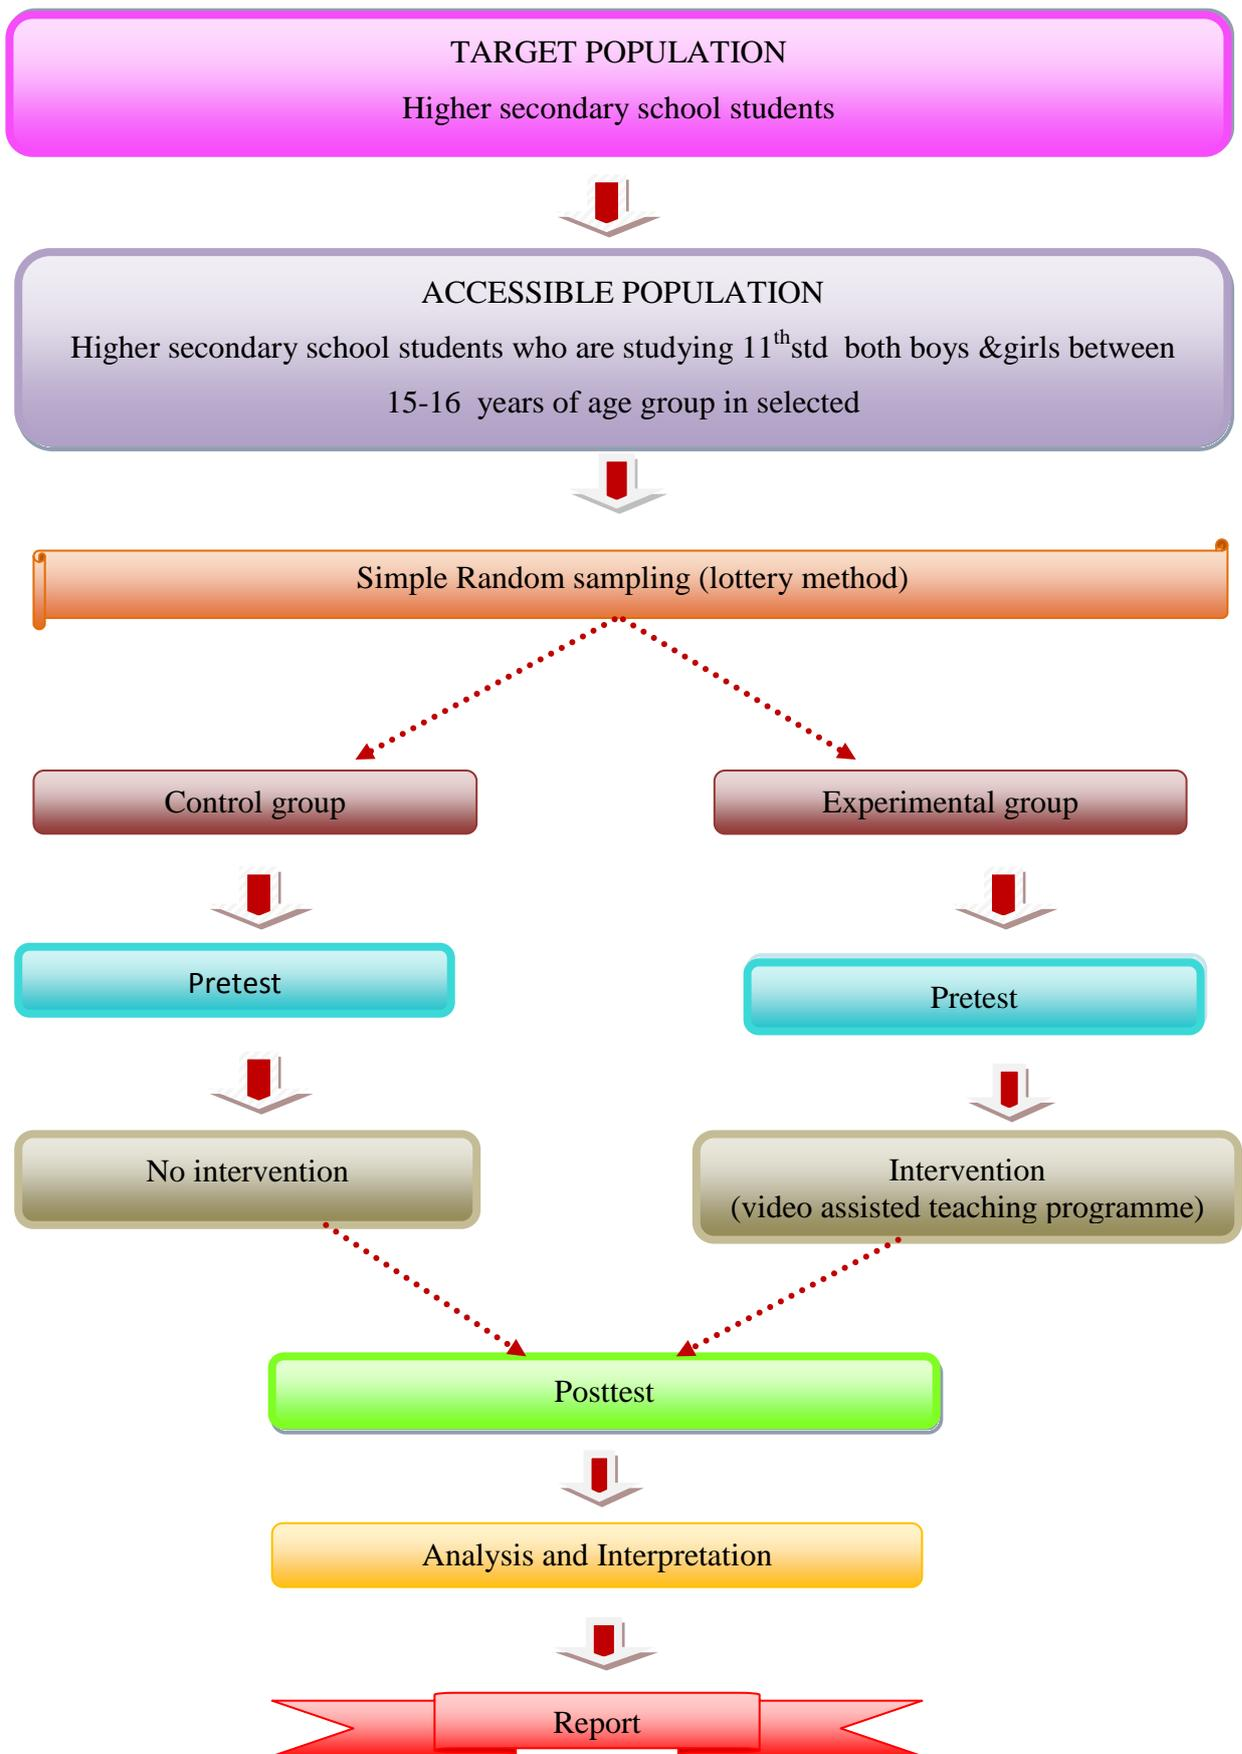 TARGET POPULATION
Higher secondary school students
ACCESSIBLE POPULATION
Higher secondary school students who are studying 11thstd both boys &girls between
15-16 years of age group in selected
Simple Random sampling (lottery method)
Control group
Experimental group
Pretest
Pretest
No intervention
Intervention
(video assisted teaching programme)
Posttest
Analysis and Interpretation
Report